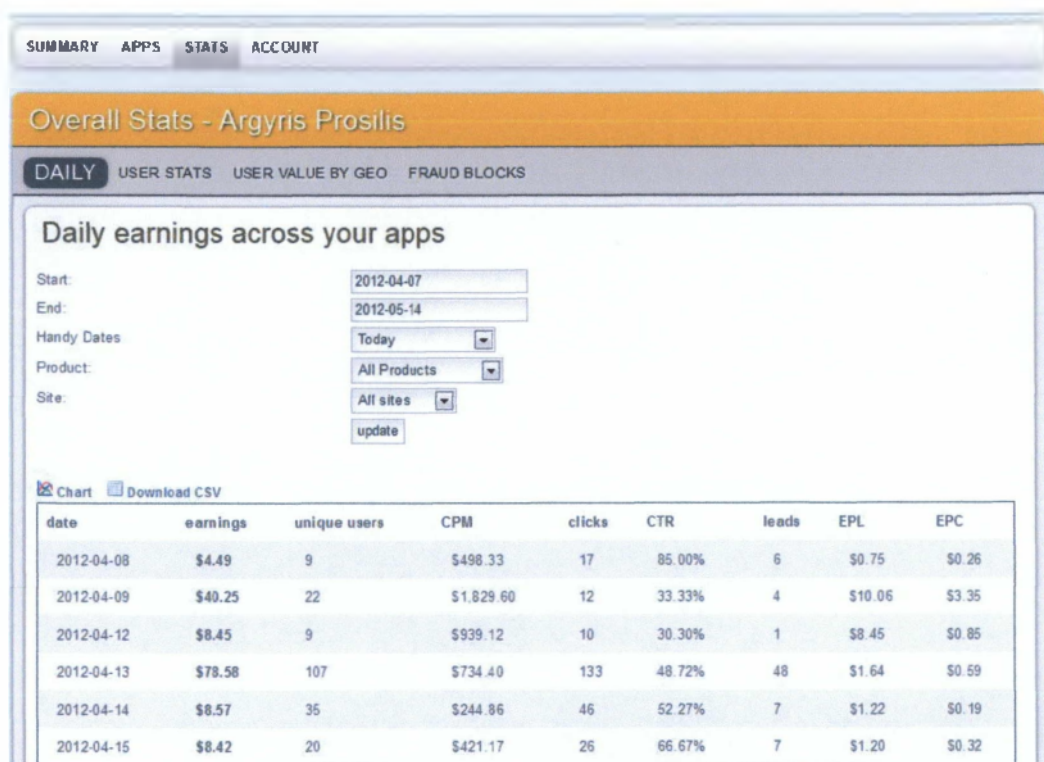 SUMMARY APPS STATS ACCOUNT
Overall Stats - Argyris Prosilis
DAILY USER STATS USER VALUE BY GEO FRAUD BLOCKS
Daily earnings across your apps
Start: 2012-04-07
End: 2012-05-14
Handy Dates Today
Product: All Products
Site: All sites
update
Chart Download CSV
date earnings unique users CPM clicks CTR leads EPL EPC
2012-04-08 $4.49 9 $498.33 17 85.00% 6 $0.75 $0.26
2012-04-09 $40.25 22 $1,829.60 12 33.33% 4 $10.06 $3.35
2012-04-12 $8.45 9 $939.12 10 30.30% 1 $8.45 $0.85
2012-04-13 $78.58 107 $734.40 133 48.72% 48 $1.64 $0.59
2012-04-14 $8.57 35 $244.86 46 52.27% 7 $1.22 $0.19
2012-04-15 $8.42 20 $421.17 26 66.67% 7 $1.20 $0.32